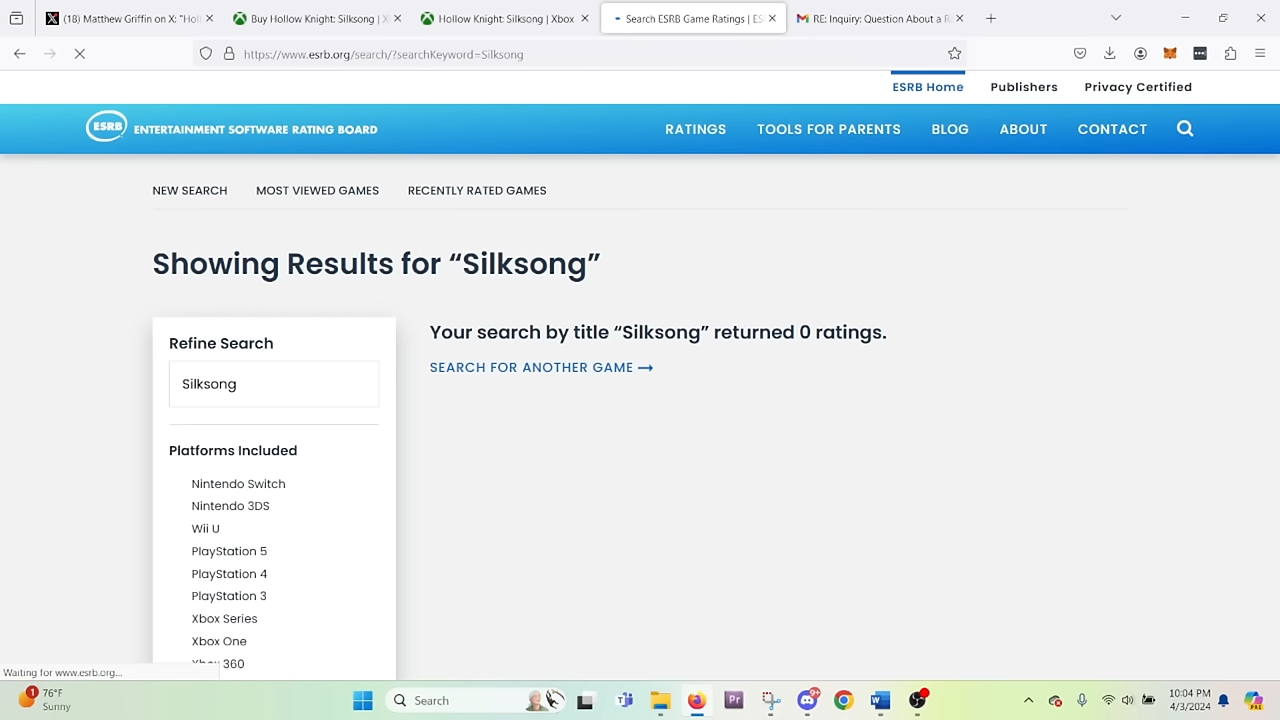 (18) Matthew Griffin on X: "Holl
Buy Hollow Knight: Silksong | X
Hollow Knight: Silksong | Xbox
Search ESRB Game Ratings | ES
RE: Inquiry: Question About a R
https://www.esrb.org/search/?searchKeyword=Silksong
ESRB Home Publishers Privacy Certified
ESRB ENTERTAINMENT SOFTWARE RATING BOARD
RATINGS TOOLS FOR PARENTS BLOG ABOUT CONTACT
NEW SEARCH MOST VIEWED GAMES RECENTLY RATED GAMES
Showing Results for “Silksong”
Refine Search
Silksong
Platforms Included
Nintendo Switch
Nintendo 3DS
Wii U
PlayStation 5
PlayStation 4
PlayStation 3
Xbox Series
Xbox One
Xbox 360
Your search by title “Silksong” returned 0 ratings.
SEARCH FOR ANOTHER GAME
Waiting for www.esrb.org...
1
76°F
Sunny
Search
Pr
9+
W
10:04 PM
4/3/2024